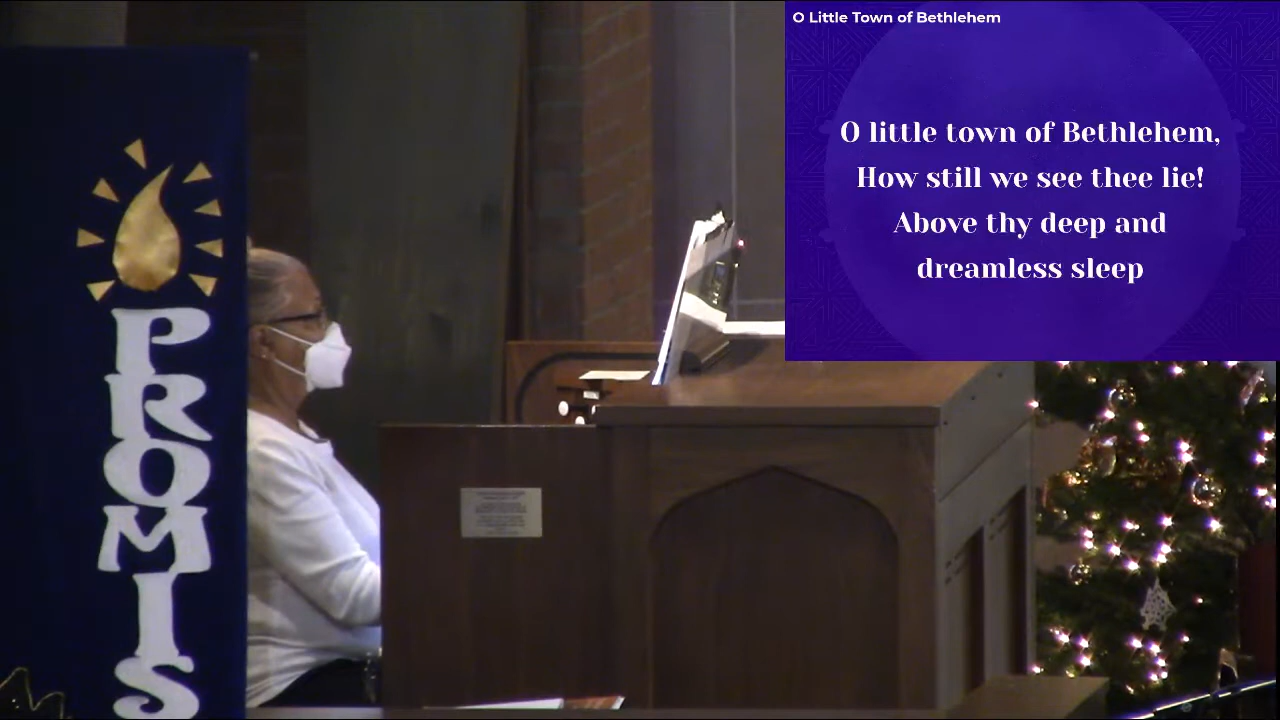 O Little Town of Bethlehem
O little town of Bethlehem,
How still we see thee lie!
Above thy deep and
dreamless sleep
PROMIS